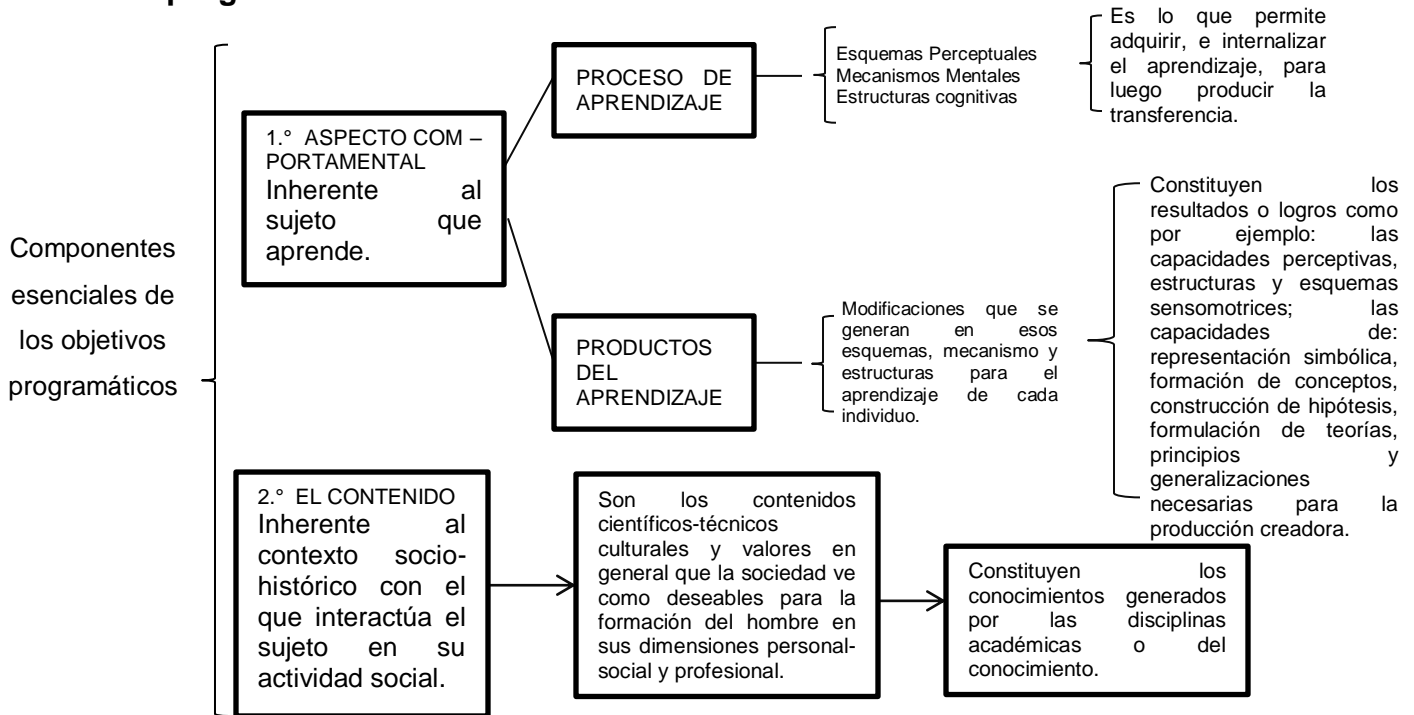 Componentes
esenciales de
los objetivos
programáticos
1.° ASPECTO COM –
PORTAMENTAL
Inherente al
sujeto que
aprende.
PROCESO DE
APRENDIZAJE
Esquemas Perceptuales
Mecanismos Mentales
Estructuras cognitivas
Es lo que permite
adquirir, e internalizar
el aprendizaje, para
luego producir la
transferencia.
PRODUCTOS
DEL
APRENDIZAJE
Modificaciones que se
generan en esos
esquemas, mecanismo y
estructuras para el
aprendizaje de cada
individuo.
Constituyen los
resultados o logros como
por ejemplo: las
capacidades perceptivas,
estructuras y esquemas
sensomotrices; las
capacidades de:
representación simbólica,
formación de conceptos,
construcción de hipótesis,
formulación de teorías,
principios y
generalizaciones
necesarias para la
producción creadora.
2.° EL CONTENIDO
Inherente al
contexto socio-
histórico con el
que interactúa el
sujeto en su
actividad social.
Son los contenidos
científicos-técnicos
culturales y valores en
general que la sociedad ve
como deseables para la
formación del hombre en
sus dimensiones personal-
social y profesional.
Constituyen los
conocimientos generados
por las disciplinas
académicas o del
conocimiento.